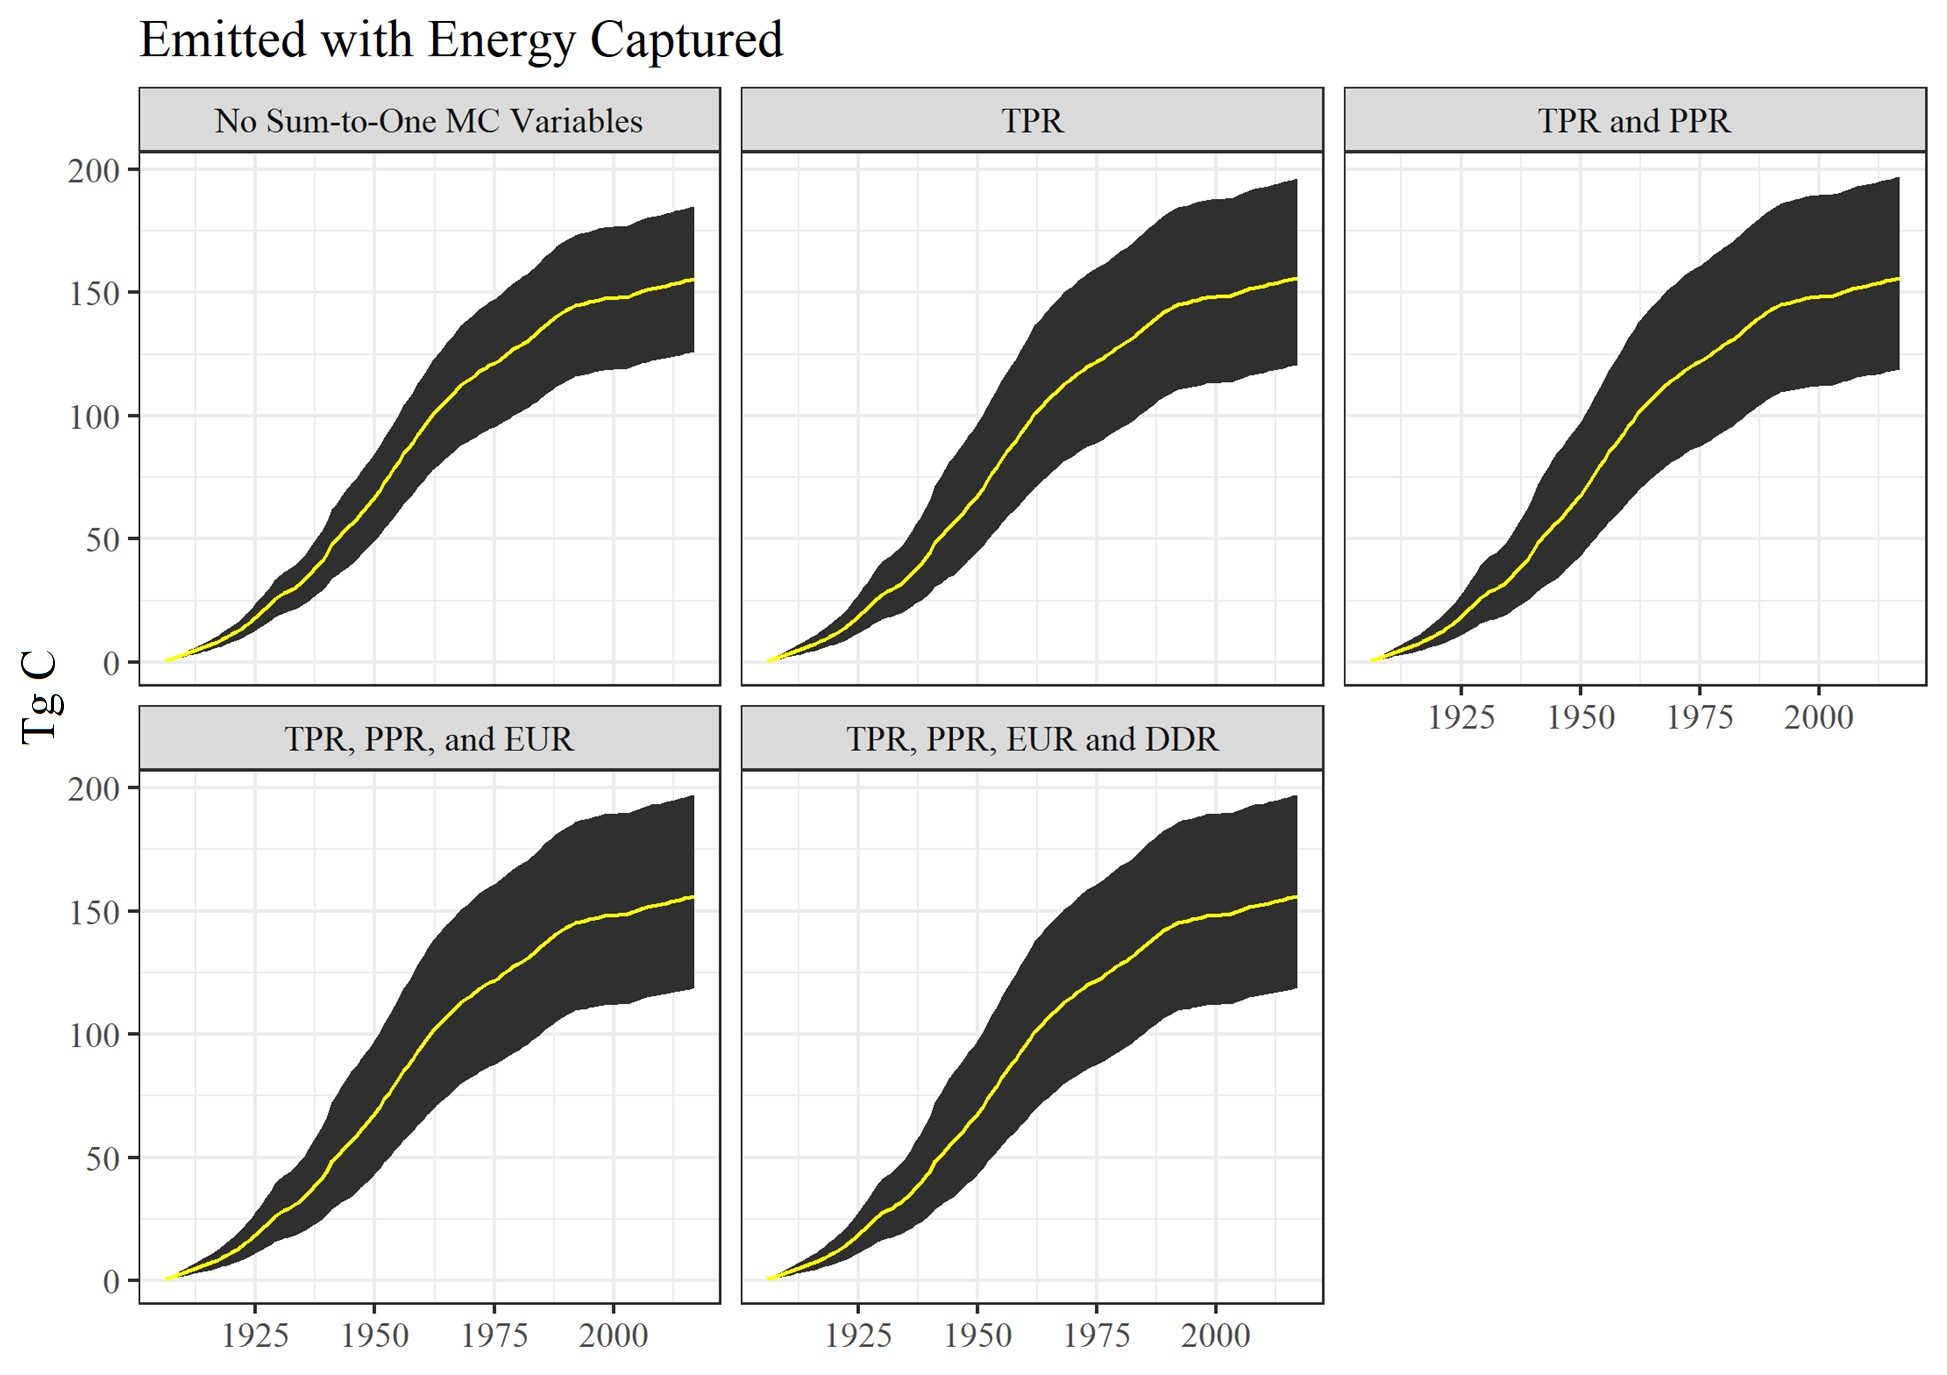 Emitted with Energy Captured
No Sum-to-One MC Variables
TPR
TPR and PPR
200
150
100
50
0
1925 1950 1975 2000
Tg C
TPR, PPR, and EUR
TPR, PPR, EUR and DDR
200
150
100
50
0
1925 1950 1975 2000
1925 1950 1975 2000